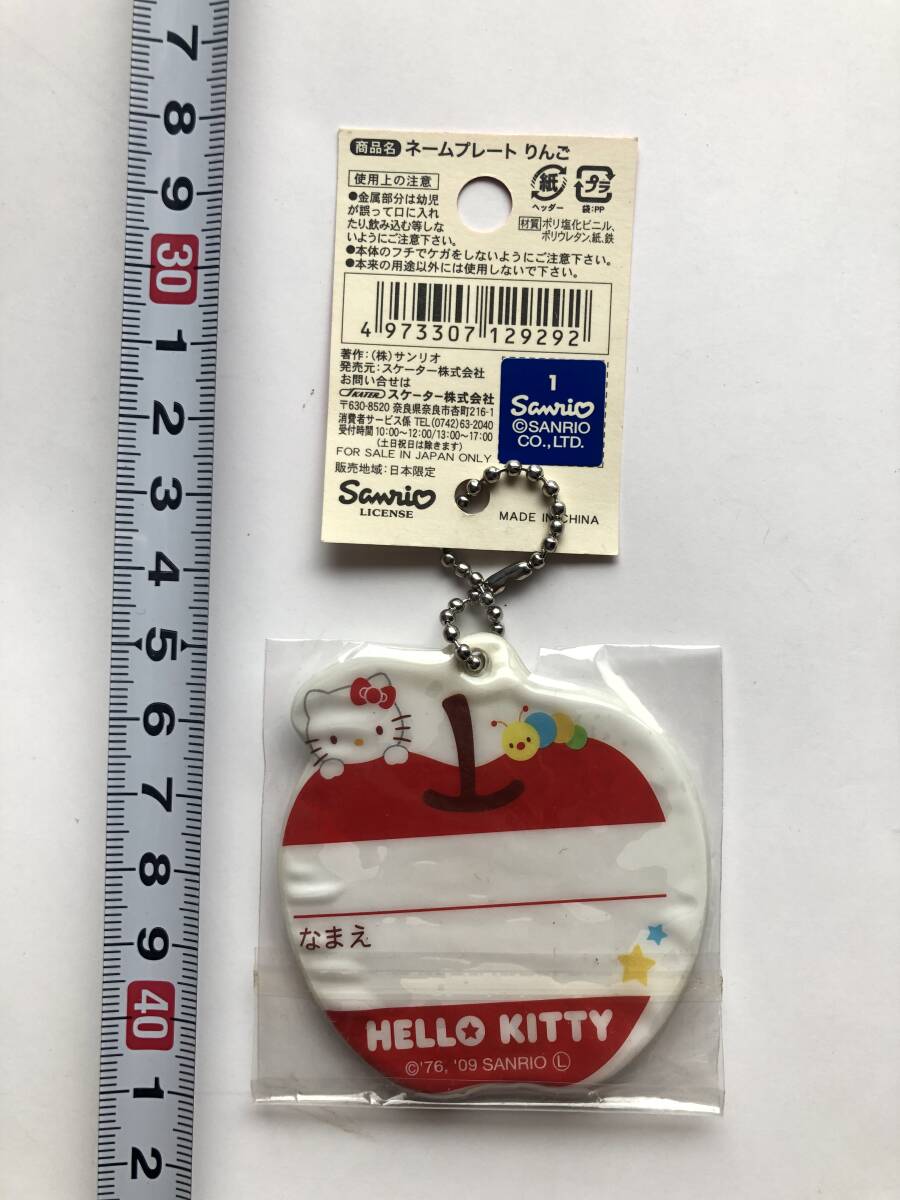 7
8
9
30
1
2
3
4
5
6
7
8
9
40
1
2
商品名 ネームプレート りんご
使用上の注意
●金属部分は幼児
が誤って口に入れ
たり,飲み込む等しな
いようにご注意下さい。
●本体のフチでケガをしないようにご注意下さい。
●本来の用途以外には使用しないで下さい。
紙
ヘッダー
プラ
袋:PP
材質 ポリ塩化ビニル、
ポリウレタン,紙,鉄
4 973307 129292
著作:(株)サンリオ
発売元:スケーター株式会社
お問い合せは
SKATER スケーター株式会社
〒630-8520 奈良県奈良市杏町216-1
消費者サービス係 TEL(0742)63-2040
受付時間 10:00~12:00/13:00~17:00
(土日祝日は除きます)
FOR SALE IN JAPAN ONLY
販売地域:日本限定
1
Sanrio
©SANRIO
CO.,LTD.
Sanrio
LICENSE
MADE IN CHINA
なまえ
HELLO KITTY
©'76, '09 SANRIO Ⓛ